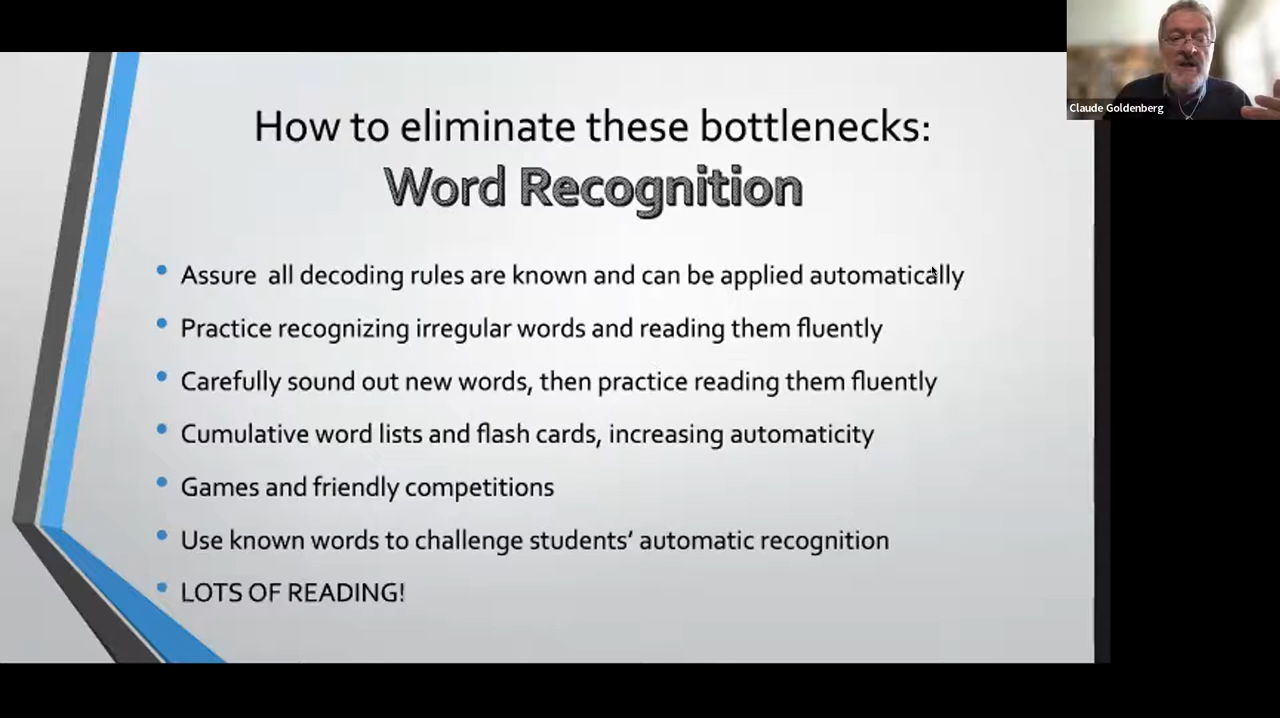 Claude Goldenberg
How to eliminate these bottlenecks:
Word Recognition
• Assure  all decoding rules are known and can be applied automatically
• Practice recognizing irregular words and reading them fluently
• Carefully sound out new words, then practice reading them fluently
• Cumulative word lists and flash cards, increasing automaticity
• Games and friendly competitions
• Use known words to challenge students’ automatic recognition
• LOTS OF READING!